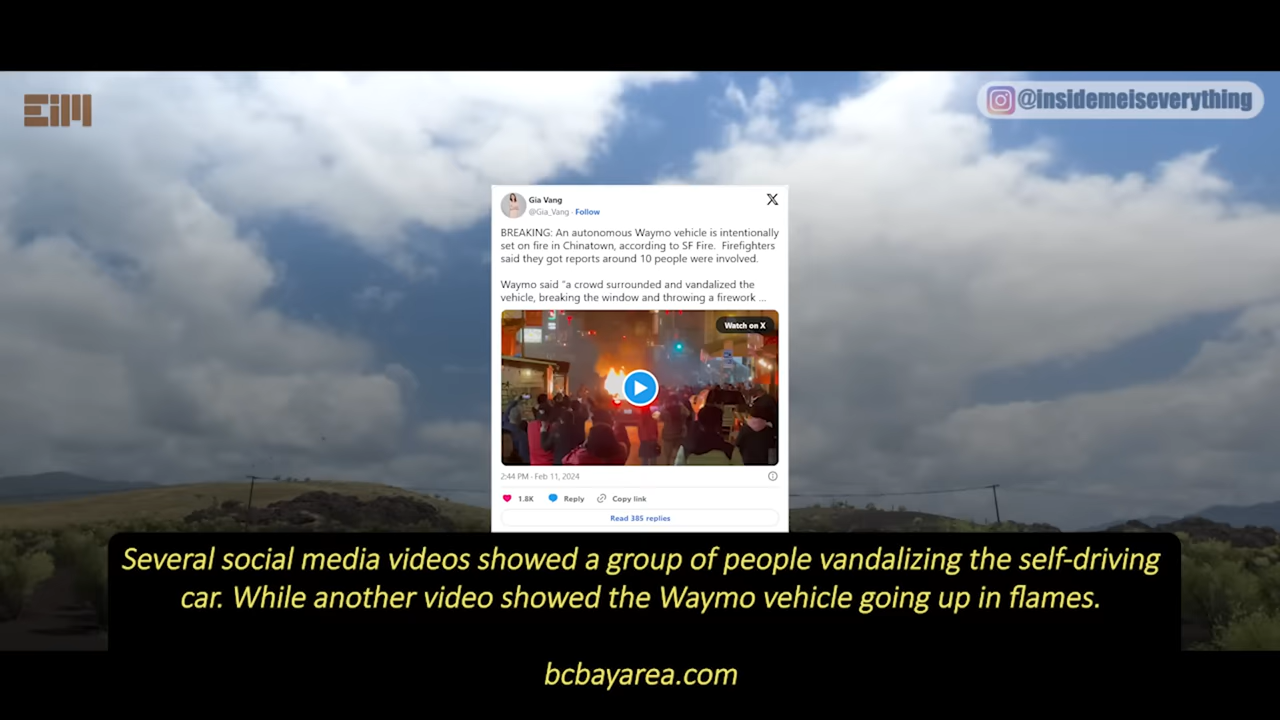 EiM
@insidemeiseverything
Gia Vang
@Gia_Vang · Follow
X
BREAKING: An autonomous Waymo vehicle is intentionally
set on fire in Chinatown, according to SF Fire. Firefighters
said they got reports around 10 people were involved.
Waymo said "a crowd surrounded and vandalized the
vehicle, breaking the window and throwing a firework ...
Watch on X
2:44 PM · Feb 11, 2024
1.8K Reply Copy link
Read 385 replies
Several social media videos showed a group of people vandalizing the self-driving
car. While another video showed the Waymo vehicle going up in flames.
bcbayarea.com